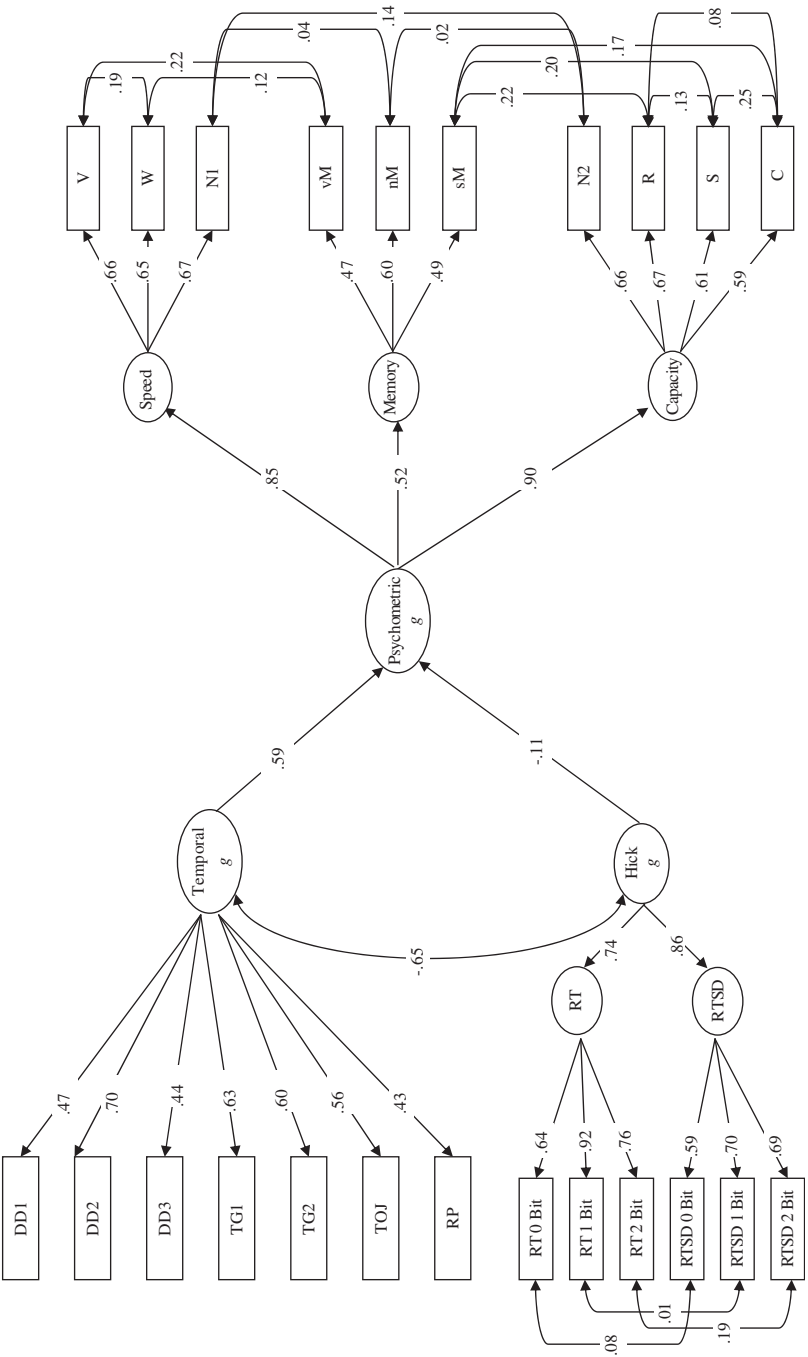 .14
.04
.02
.08
.17
.22
.20
.19
.12
.22
.13
.25
V
W
N1
vM
nM
sM
N2
R
S
C
.66
.65
.67
.47
.60
.49
.66
.67
.61
.59
Speed
Memory
Capacity
.85
.52
.90
Psychometric
g
.59
-.11
Temporal
g
Hick
g
-.65
.74
.86
RT
RTSD
.47
.70
.44
.63
.60
.56
.43
.64
.92
.76
.59
.70
.69
DD1
DD2
DD3
TG1
TG2
TOJ
RP
RT 0 Bit
RT 1 Bit
RT 2 Bit
RTSD 0 Bit
RTSD 1 Bit
RTSD 2 Bit
.01
.19
.08